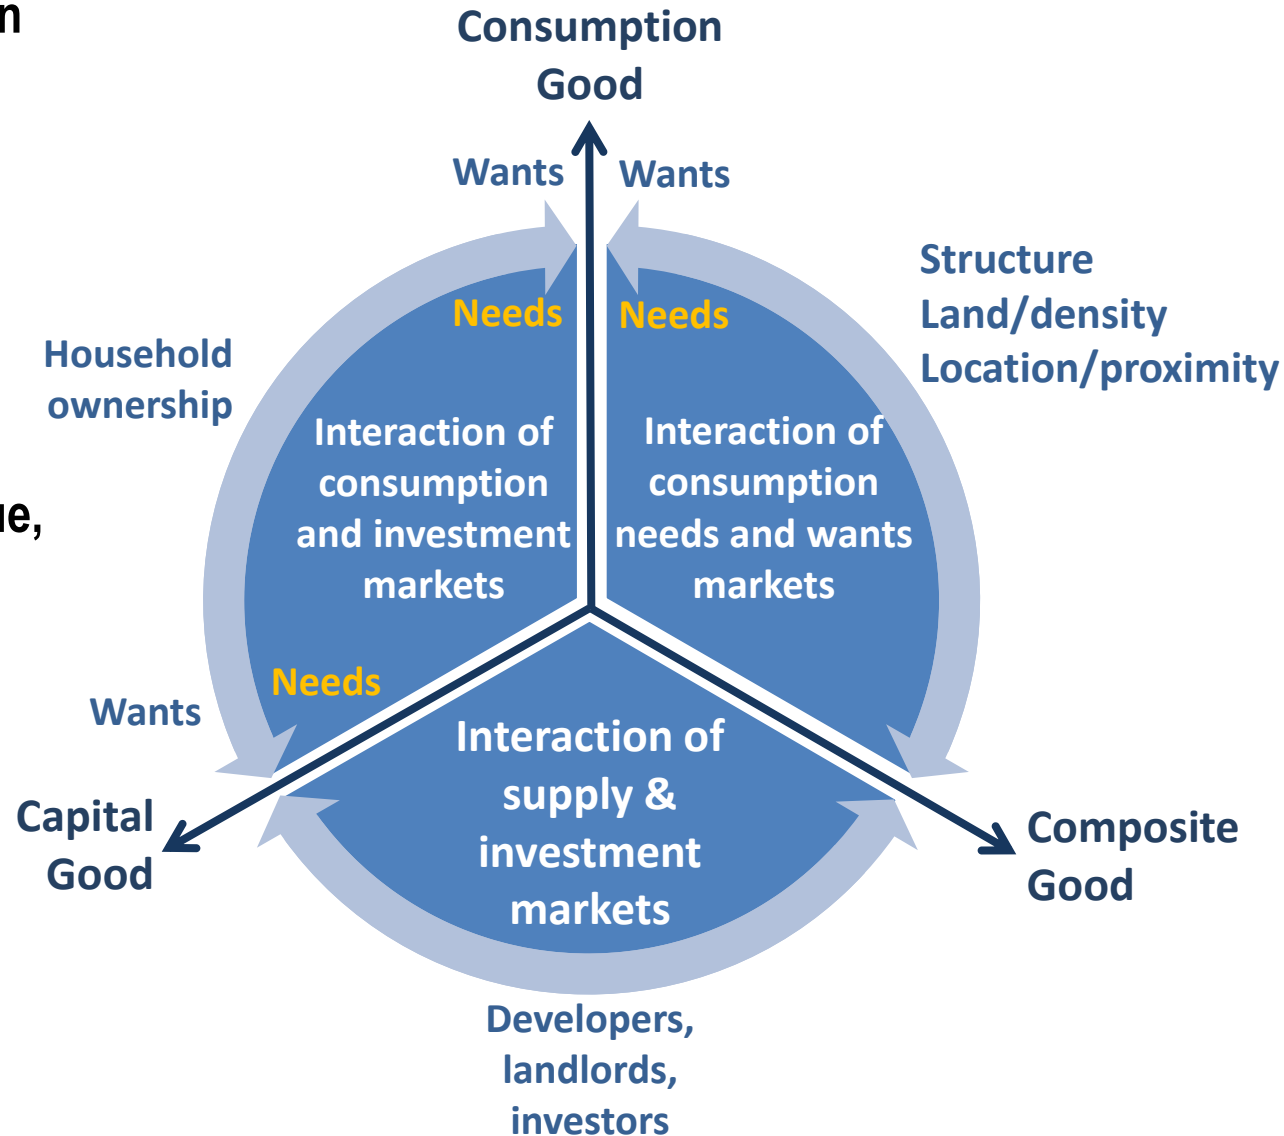 Consumption
Good
Wants
Wants
Needs
Needs
Structure
Land/density
Location/proximity
Household
ownership
Interaction of
consumption
and investment
markets
Interaction of
consumption
needs and wants
markets
Needs
Wants
Interaction of
supply &
investment
markets
Capital
Good
Composite
Good
Developers,
landlords,
investors